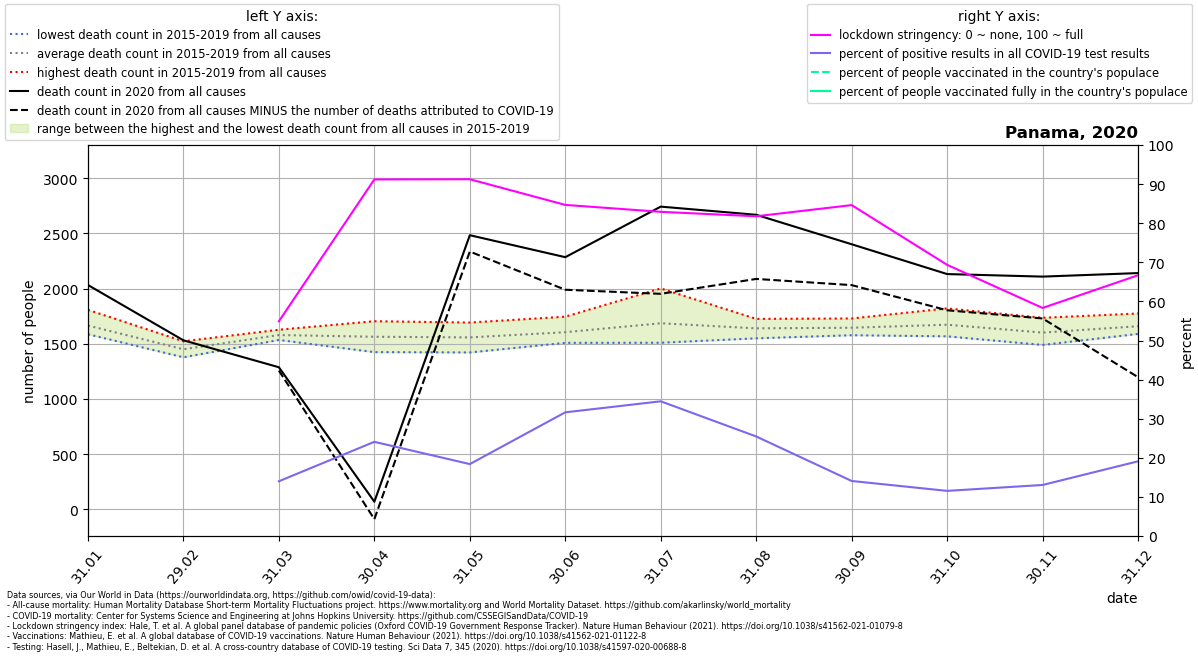 left Y axis:
lowest death count in 2015-2019 from all causes
average death count in 2015-2019 from all causes
highest death count in 2015-2019 from all causes
death count in 2020 from all causes
death count in 2020 from all causes MINUS the number of deaths attributed to COVID-19
range between the highest and the lowest death count from all causes in 2015-2019
right Y axis:
lockdown stringency: 0 ~ none, 100 ~ full
percent of positive results in all COVID-19 test results
percent of people vaccinated in the country's populace
percent of people vaccinated fully in the country's populace
Panama, 2020
number of people
3000
2500
2000
1500
1000
500
0
100
90
80
70
60
50
40
30
20
10
0
percent
31.01
29.02
31.03
30.04
31.05
30.06
31.07
31.08
30.09
31.10
30.11
31.12
date
Data sources, via Our World in Data (https://ourworldindata.org, https://github.com/owid/covid-19-data):
- All-cause mortality: Human Mortality Database Short-term Mortality Fluctuations project. https://www.mortality.org and World Mortality Dataset. https://github.com/akarlinsky/world_mortality
- COVID-19 mortality: Center for Systems Science and Engineering at Johns Hopkins University. https://github.com/CSSEGISandData/COVID-19
- Lockdown stringency index: Hale, T. et al. A global panel database of pandemic policies (Oxford COVID-19 Government Response Tracker). Nature Human Behaviour (2021). https://doi.org/10.1038/s41562-021-01079-8
- Vaccinations: Mathieu, E. et al. A global database of COVID-19 vaccinations. Nature Human Behaviour (2021). https://doi.org/10.1038/s41562-021-01122-8
- Testing: Hasell, J., Mathieu, E., Beltekian, D. et al. A cross-country database of COVID-19 testing. Sci Data 7, 345 (2020). https://doi.org/10.1038/s41597-020-00688-8